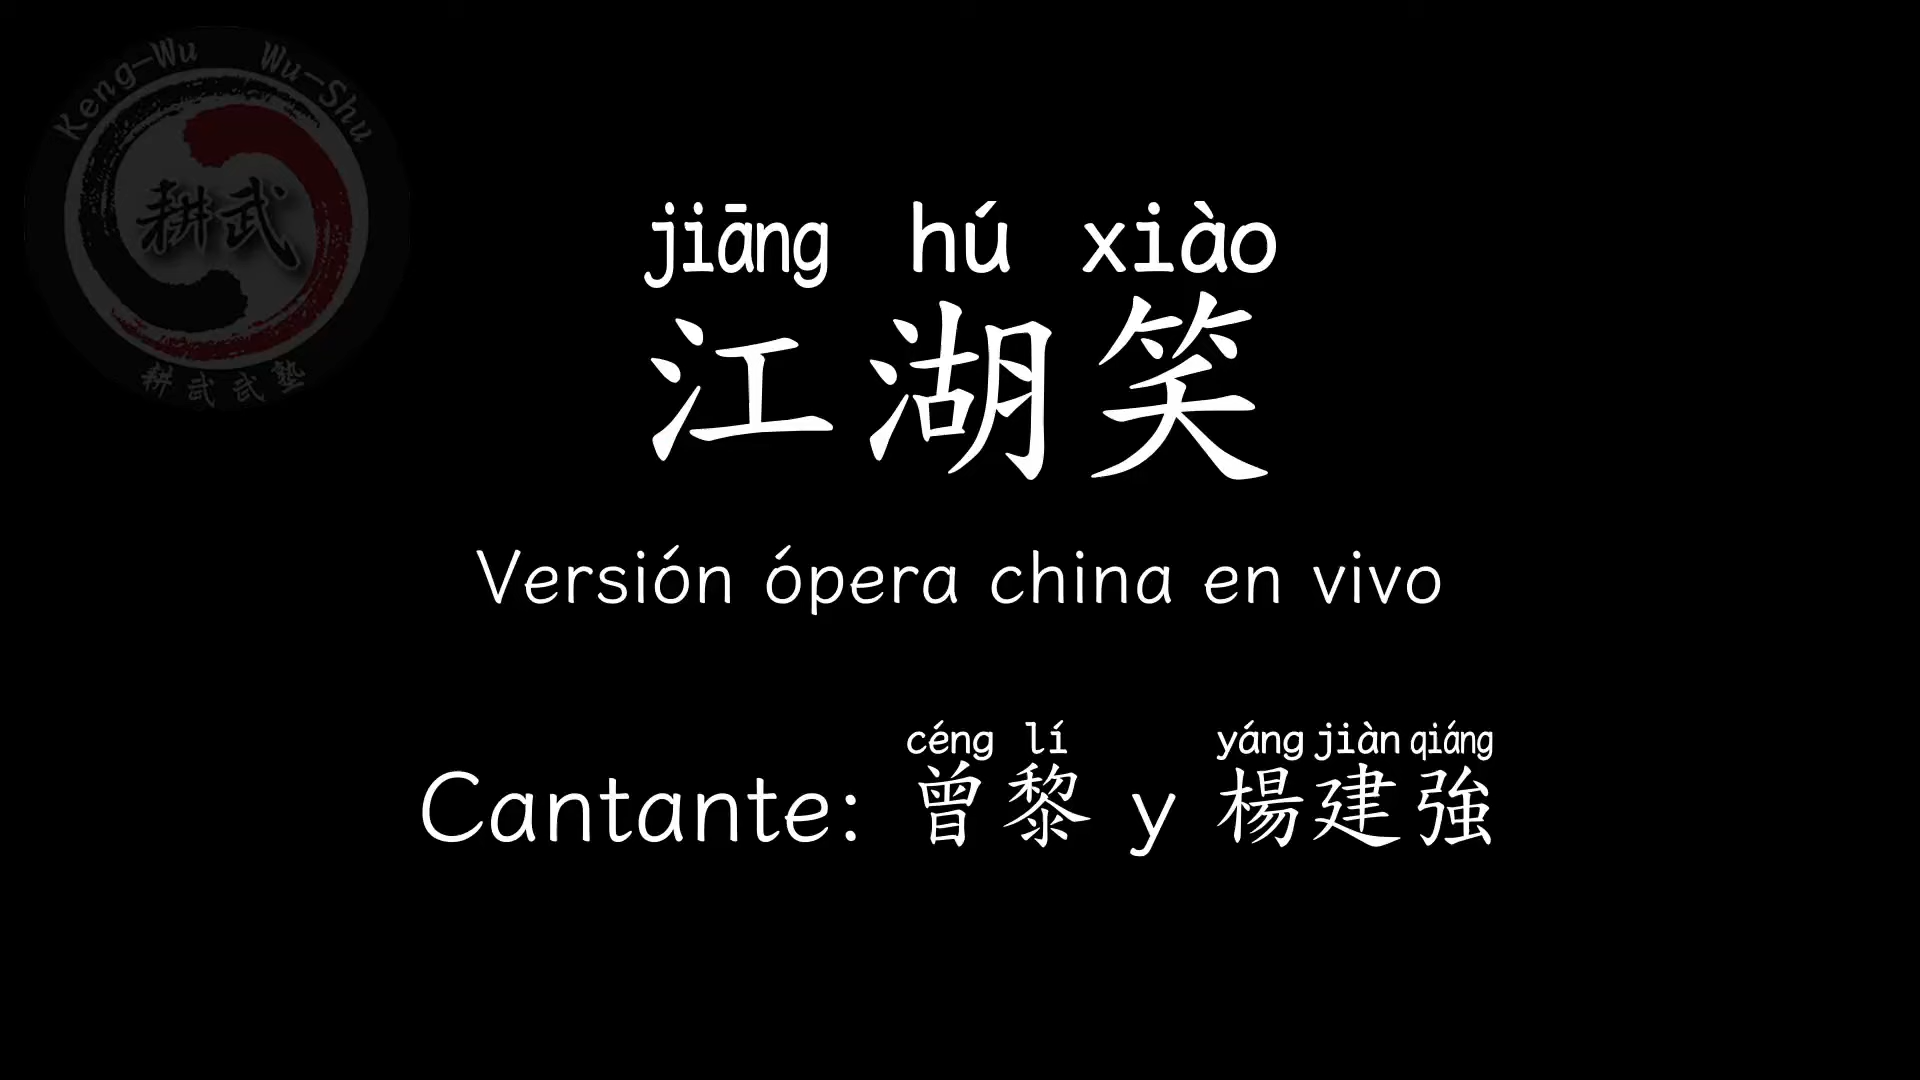 Keng-Wu Wu-Shu
耕武
耕武武塾
jiāng hú xiào
江湖笑
Versión ópera china en vivo
céng lí yáng jiàn qiáng
Cantante: 曾黎 y 楊建強